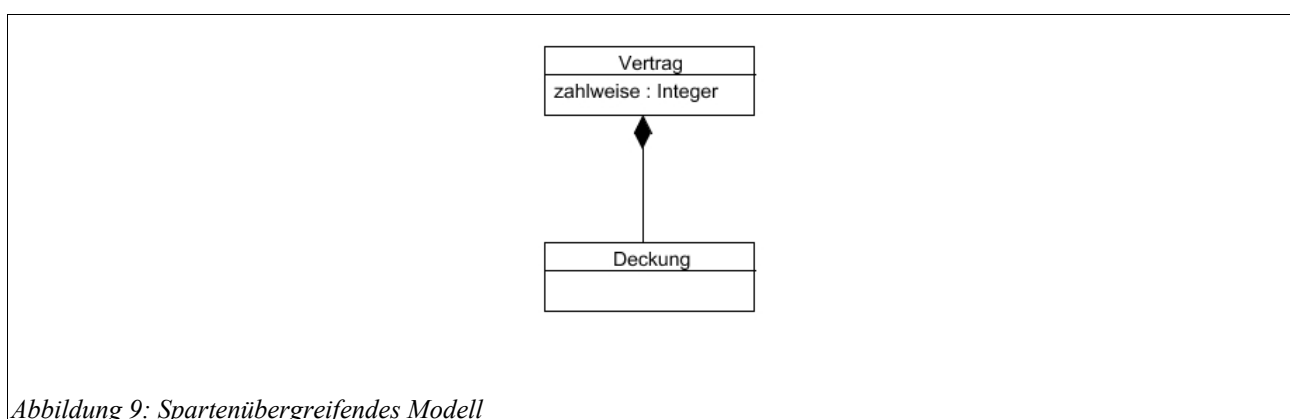 Vertrag
zahlweise : Integer
Deckung
Abbildung 9: Spartenübergreifendes Modell